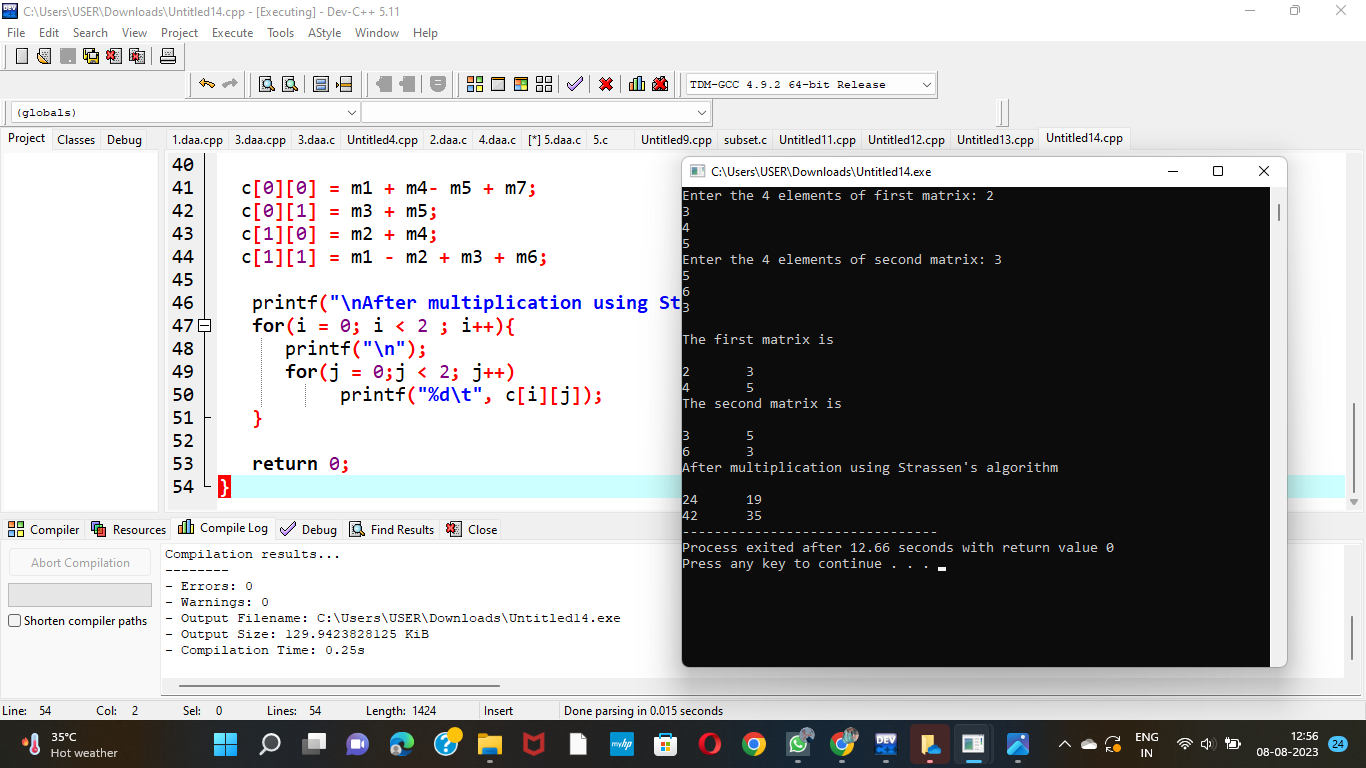 C:\Users\USER\Downloads\Untitled14.cpp - [Executing] - Dev-C++ 5.11
File Edit Search View Project Execute Tools AStyle Window Help
TDM-GCC 4.9.2 64-bit Release
(globals)
Project Classes Debug
1.daa.cpp 3.daa.cpp 3.daa.c Untitled4.cpp 2.daa.c 4.daa.c [*] 5.daa.c 5.c Untitled9.cpp subset.c Untitled11.cpp Untitled12.cpp Untitled13.cpp Untitled14.cpp
40
41 c[0][0] = m1 + m4- m5 + m7;
42 c[0][1] = m3 + m5;
43 c[1][0] = m2 + m4;
44 c[1][1] = m1 - m2 + m3 + m6;
45
46 printf("\nAfter multiplication using St
47 for(i = 0; i < 2 ; i++){
48 printf("\n");
49 for(j = 0;j < 2; j++)
50 printf("%d\t", c[i][j]);
51 }
52
53 return 0;
54 }
C:\Users\USER\Downloads\Untitled14.exe
Enter the 4 elements of first matrix: 2
3
4
5
Enter the 4 elements of second matrix: 3
5
6
3
The first matrix is
2 3
4 5
The second matrix is
3 5
6 3
After multiplication using Strassen's algorithm
24 19
42 35
--------------------------------
Process exited after 12.66 seconds with return value 0
Press any key to continue . . .
Compiler Resources Compile Log Debug Find Results Close
Abort Compilation
Shorten compiler paths
Compilation results...
--------
- Errors: 0
- Warnings: 0
- Output Filename: C:\Users\USER\Downloads\Untitled14.exe
- Output Size: 129.9423828125 KiB
- Compilation Time: 0.25s
Line: 54 Col: 2 Sel: 0 Lines: 54 Length: 1424 Insert Done parsing in 0.015 seconds
35°C
Hot weather
myhp
DEV
ENG
IN
12:56
08-08-2023
24